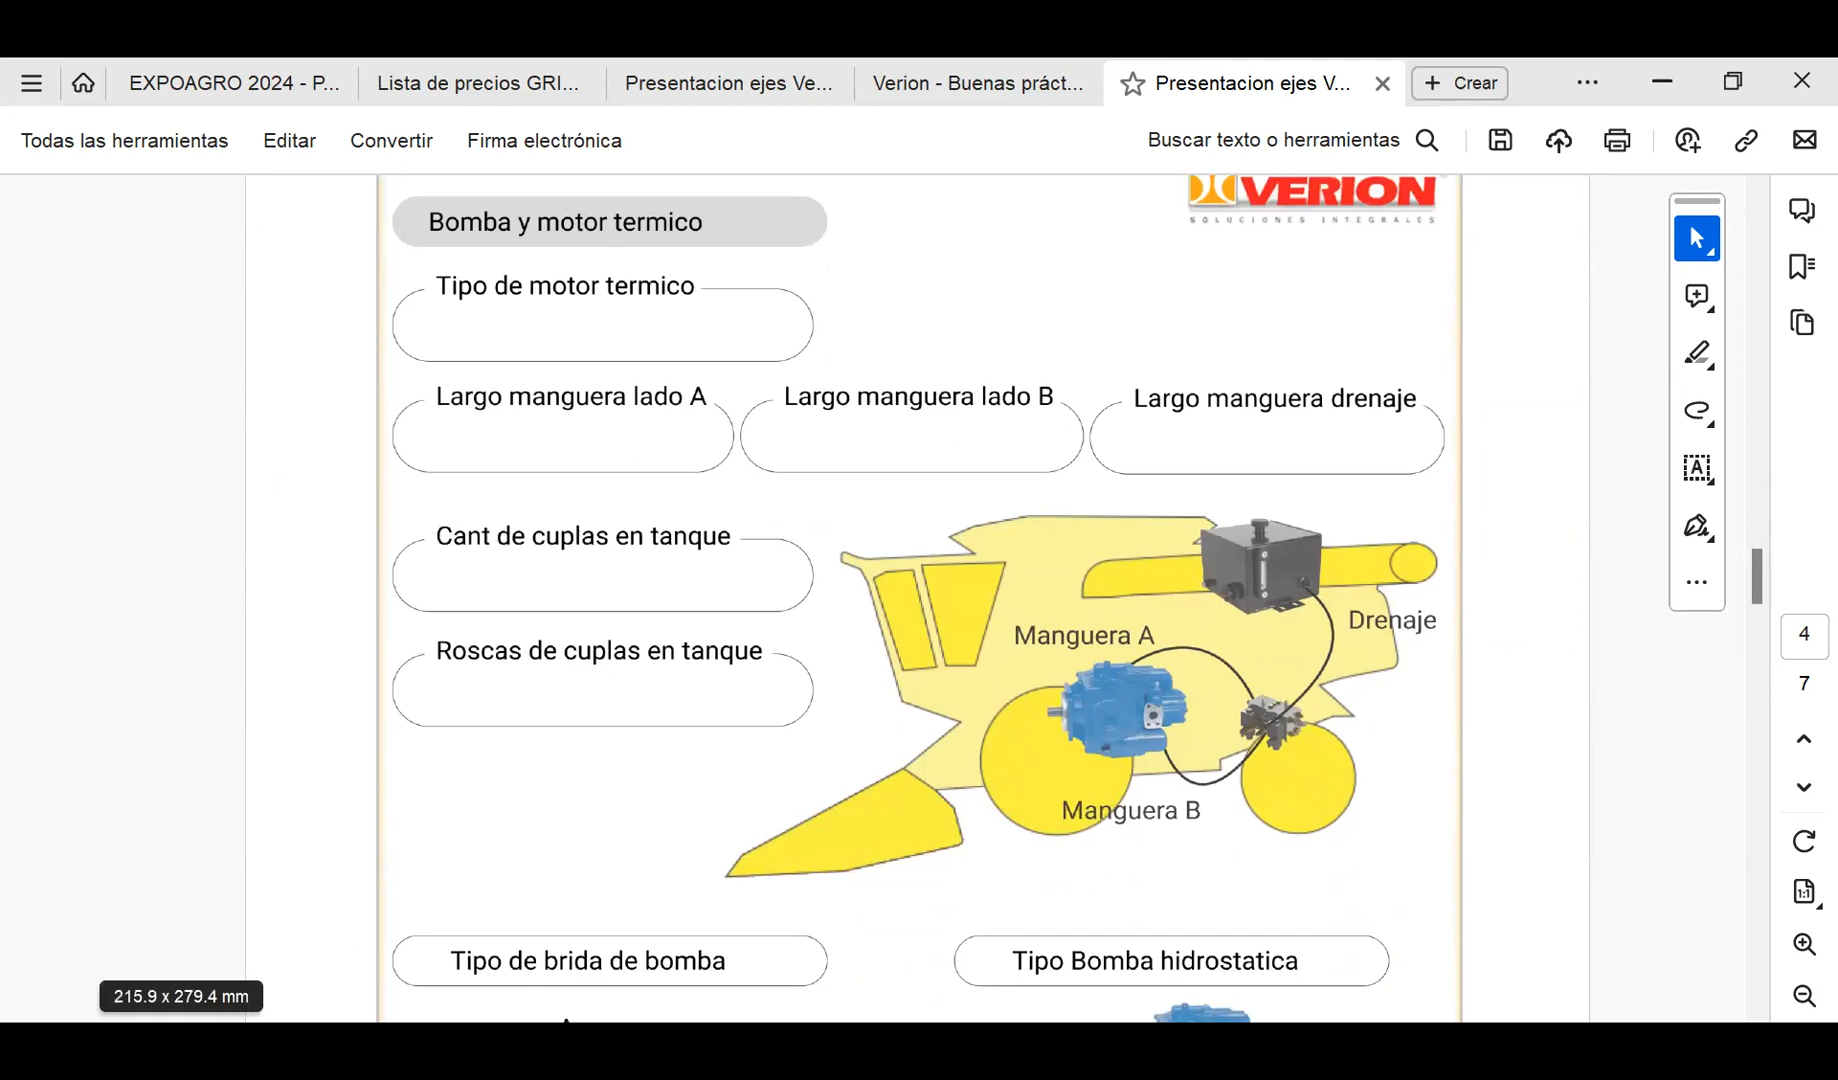 EXPOAGRO 2024 - P...
Lista de precios GRI...
Presentacion ejes Ve...
Verion - Buenas práct...
Presentacion ejes V...
Crear
Todas las herramientas
Editar
Convertir
Firma electrónica
Buscar texto o herramientas
VERION
SOLUCIONES INTEGRALES
Bomba y motor termico
Tipo de motor termico
Largo manguera lado A
Largo manguera lado B
Largo manguera drenaje
Cant de cuplas en tanque
Roscas de cuplas en tanque
Manguera A
Drenaje
Manguera B
Tipo de brida de bomba
Tipo Bomba hidrostatica
215.9 x 279.4 mm
4
7
1:1